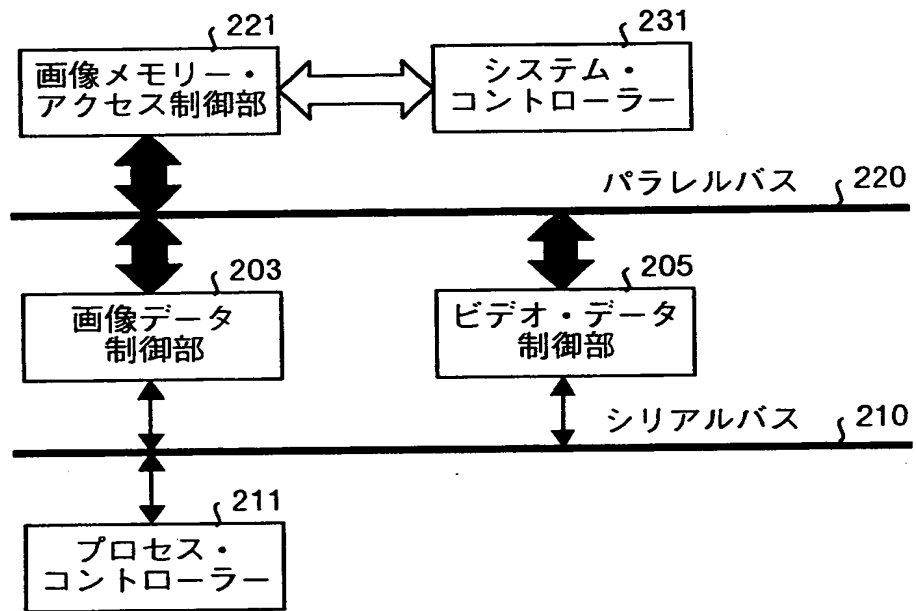 221
画像メモリー・
アクセス制御部
231
システム・
コントローラー
パラレルバス
220
203
画像データ
制御部
205
ビデオ・データ
制御部
シリアルバス
210
211
プロセス・
コントローラー